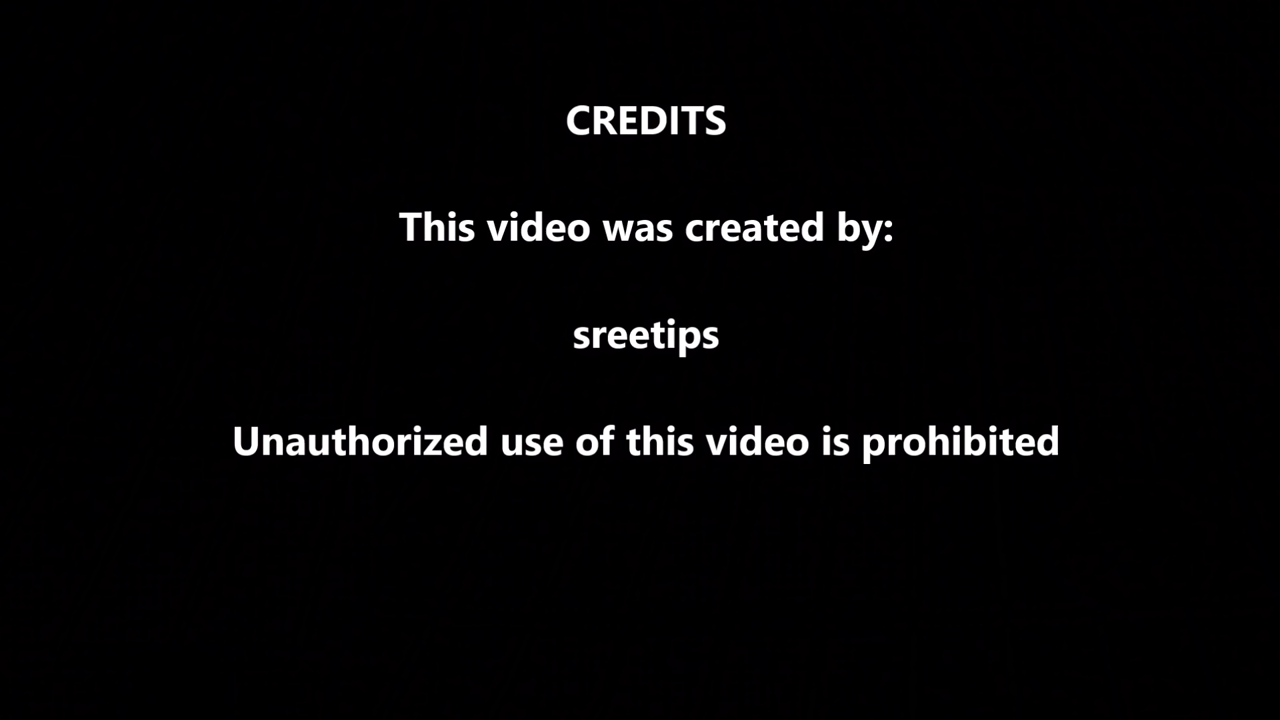 CREDITS
This video was created by:
sreetips
Unauthorized use of this video is prohibited